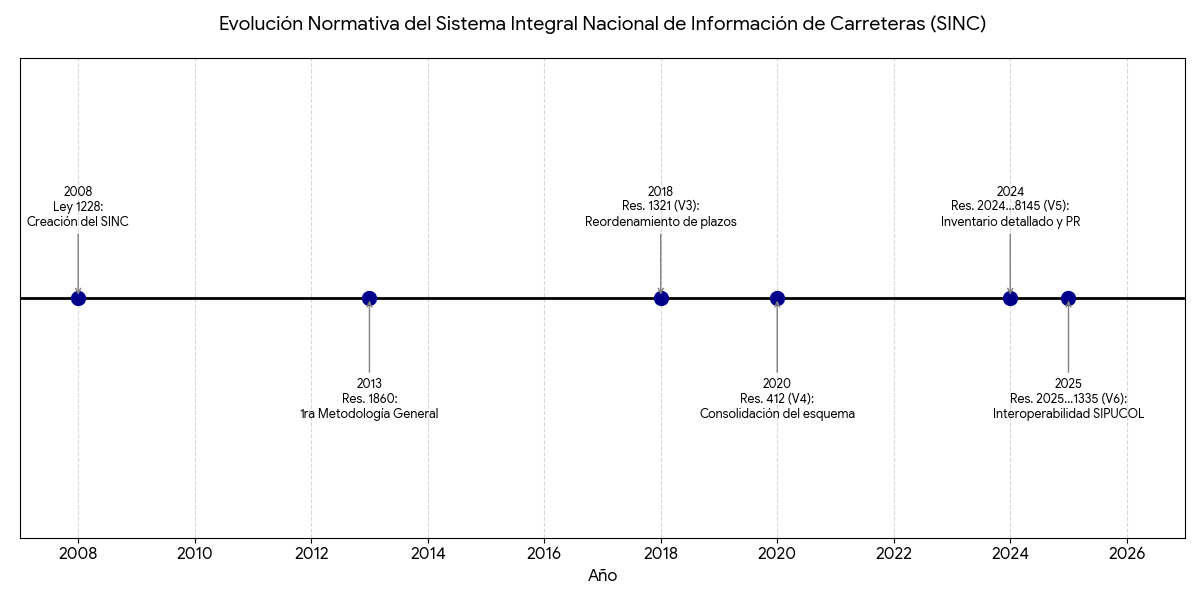 Evolución Normativa del Sistema Integral Nacional de Información de Carreteras (SINC)
2008
Ley 1228:
Creación del SINC
2018
Res. 1321 (V3):
Reordenamiento de plazos
2024
Res. 2024...8145 (V5):
Inventario detallado y PR
2013
Res. 1860:
1ra Metodología General
2020
Res. 412 (V4):
Consolidación del esquema
2025
Res. 2025...1335 (V6):
Interoperabilidad SIPUCOL
2008 2010 2012 2014 2016 2018 2020 2022 2024 2026
Año